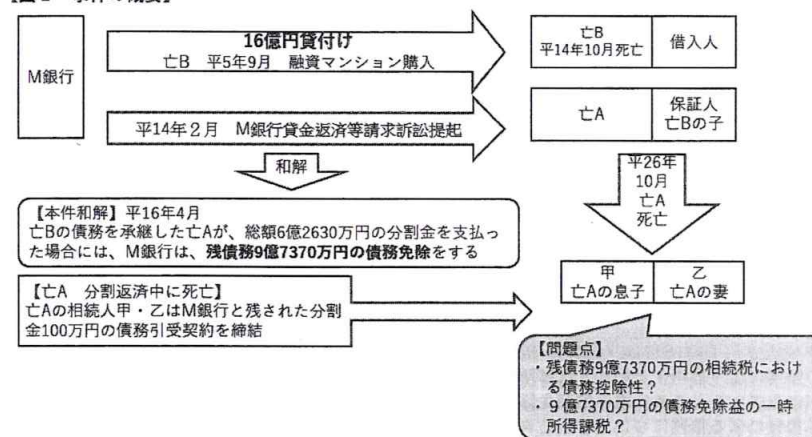 M銀行
16億円貸付け
亡B 平5年9月 融資マンション購入
亡B
平14年10月死亡
借入人
平14年2月 M銀行貸金返済等請求訴訟提起
亡A
保証人
亡Bの子
和解
平26年
10月
亡A
死亡
【本件和解】平16年4月
亡Bの債務を承継した亡Aが、総額6億2630万円の分割金を支払っ
た場合には、M銀行は、残債務9億7370万円の債務免除をする
甲
亡Aの息子
乙
亡Aの妻
【亡A 分割返済中に死亡】
亡Aの相続人甲・乙はM銀行と残された分割
金100万円の債務引受契約を締結
【問題点】
・残債務9億7370万円の相続税におけ
る債務控除性？
・９億7370万円の債務免除益の一時
所得課税？